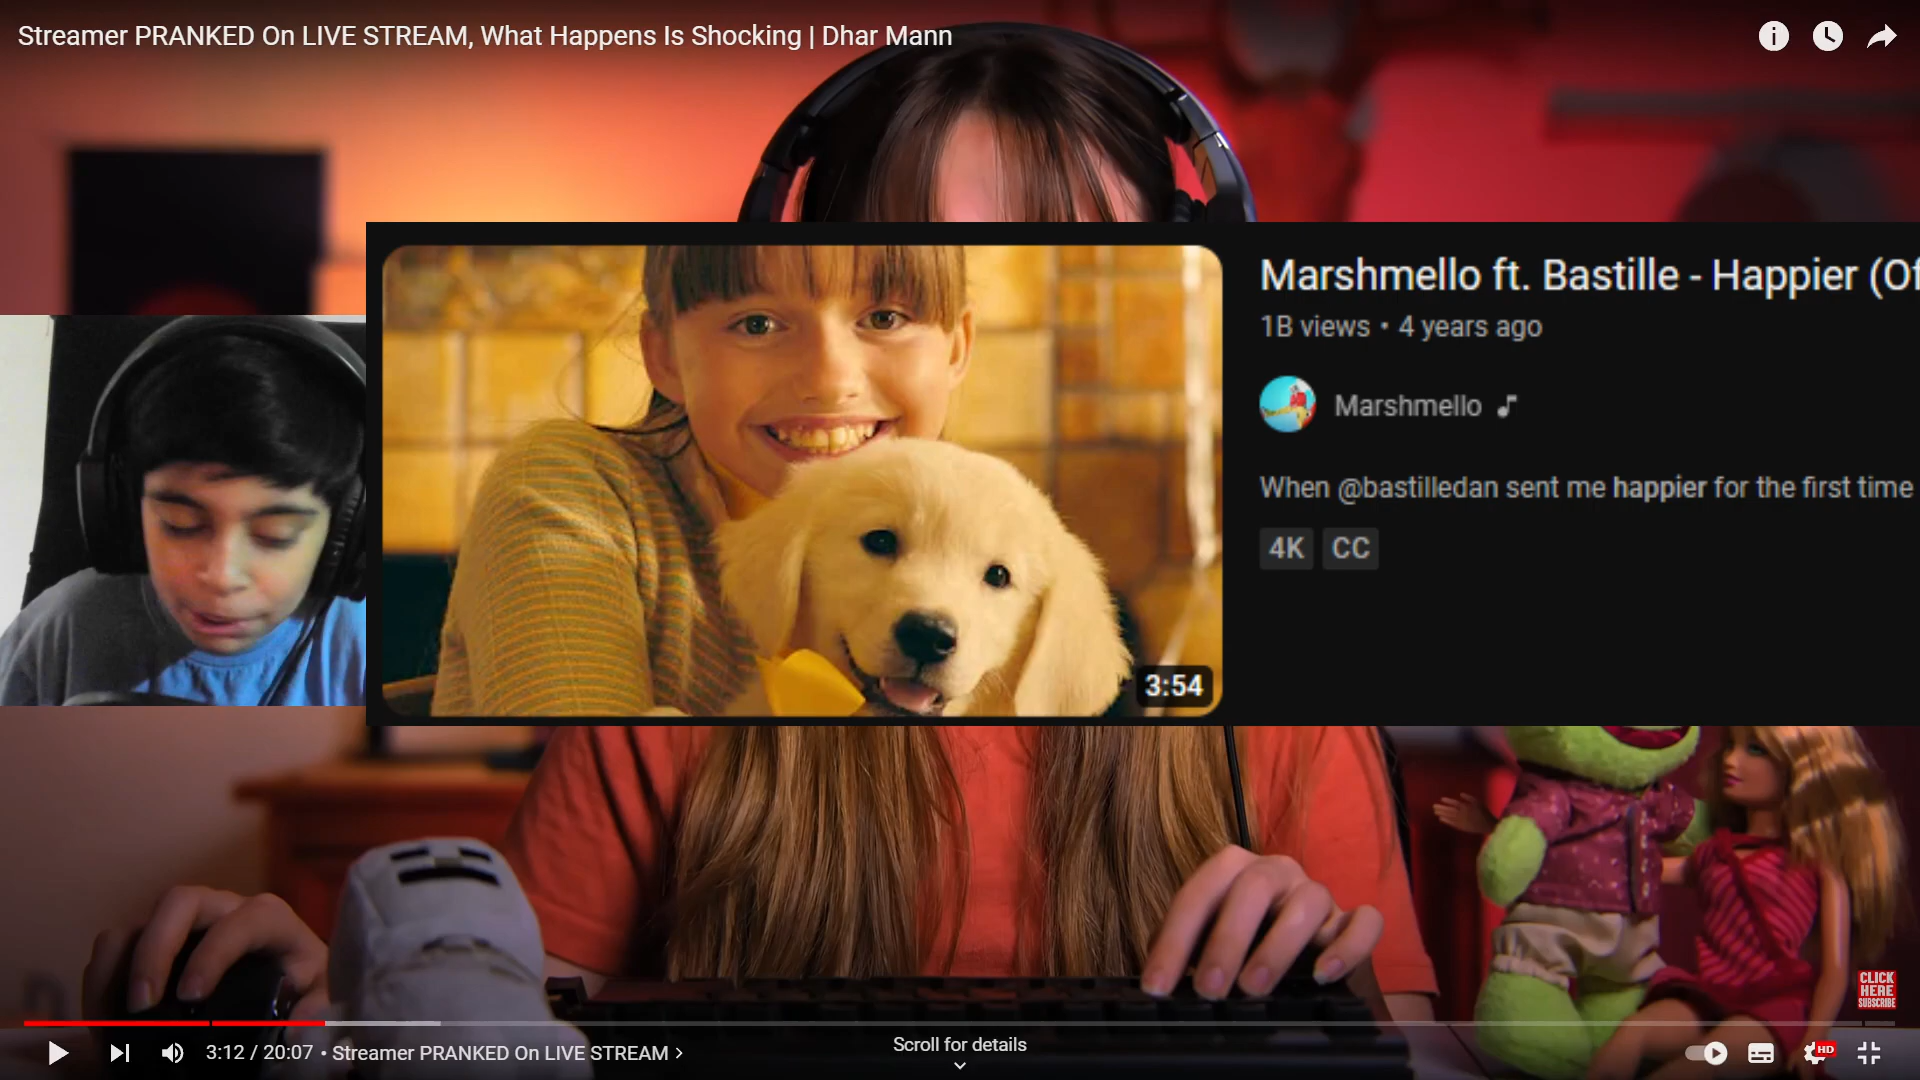 Streamer PRANKED On LIVE STREAM, What Happens Is Shocking | Dhar Mann
Marshmello ft. Bastille - Happier (Of
1B views • 4 years ago
Marshmello
When @bastilledan sent me happier for the first time
4K CC
3:54
CLICK
HERE
SUBSCRIBE
3:12 / 20:07 • Streamer PRANKED On LIVE STREAM
Scroll for details
HD